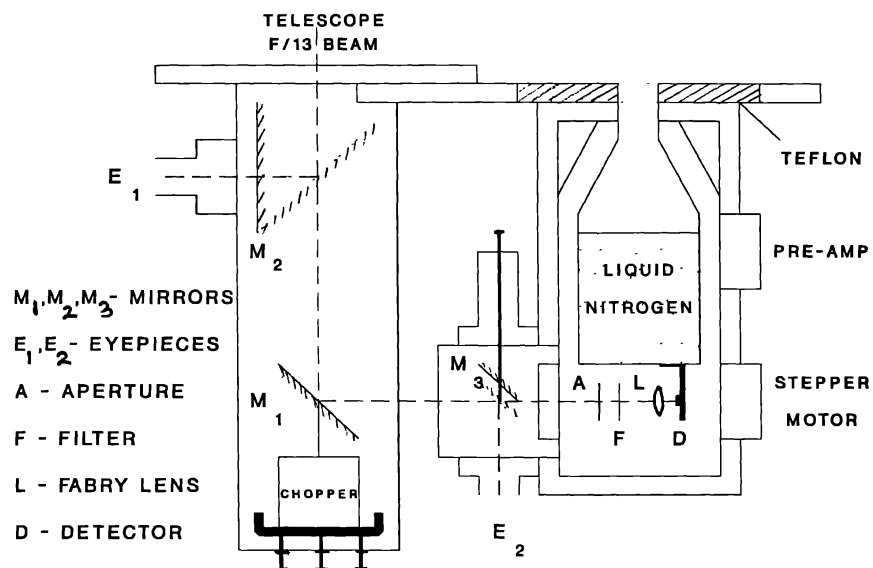 TELESCOPE
F/13 BEAM
TEFLON
E1
M2
PRE-AMP
LIQUID
NITROGEN
M1,M2,M3- MIRRORS
E1,E2- EYEPIECES
A - APERTURE
F - FILTER
L - FABRY LENS
D - DETECTOR
M1
M3
A
L
F
D
STEPPER
MOTOR
CHOPPER
E2